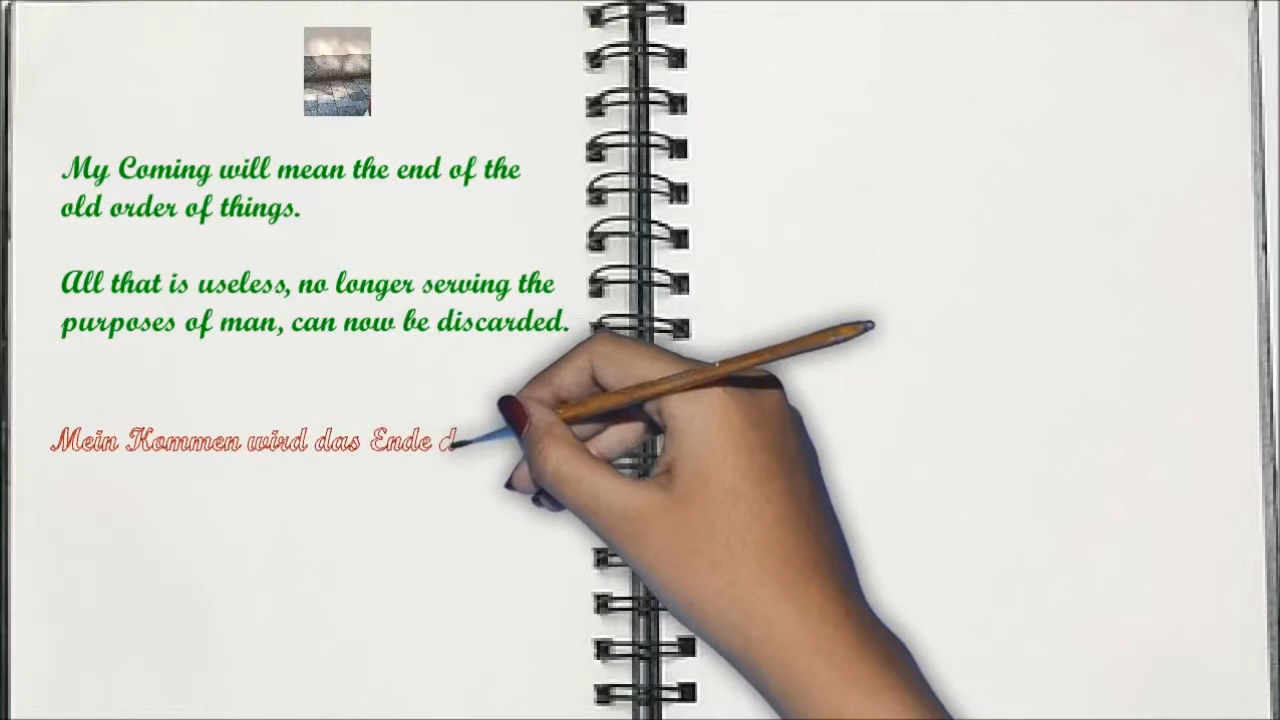 My Coming will mean the end of the
old order of things.
All that is useless, no longer serving the
purposes of man, can now be discarded.
Mein Kommen wird das Ende d